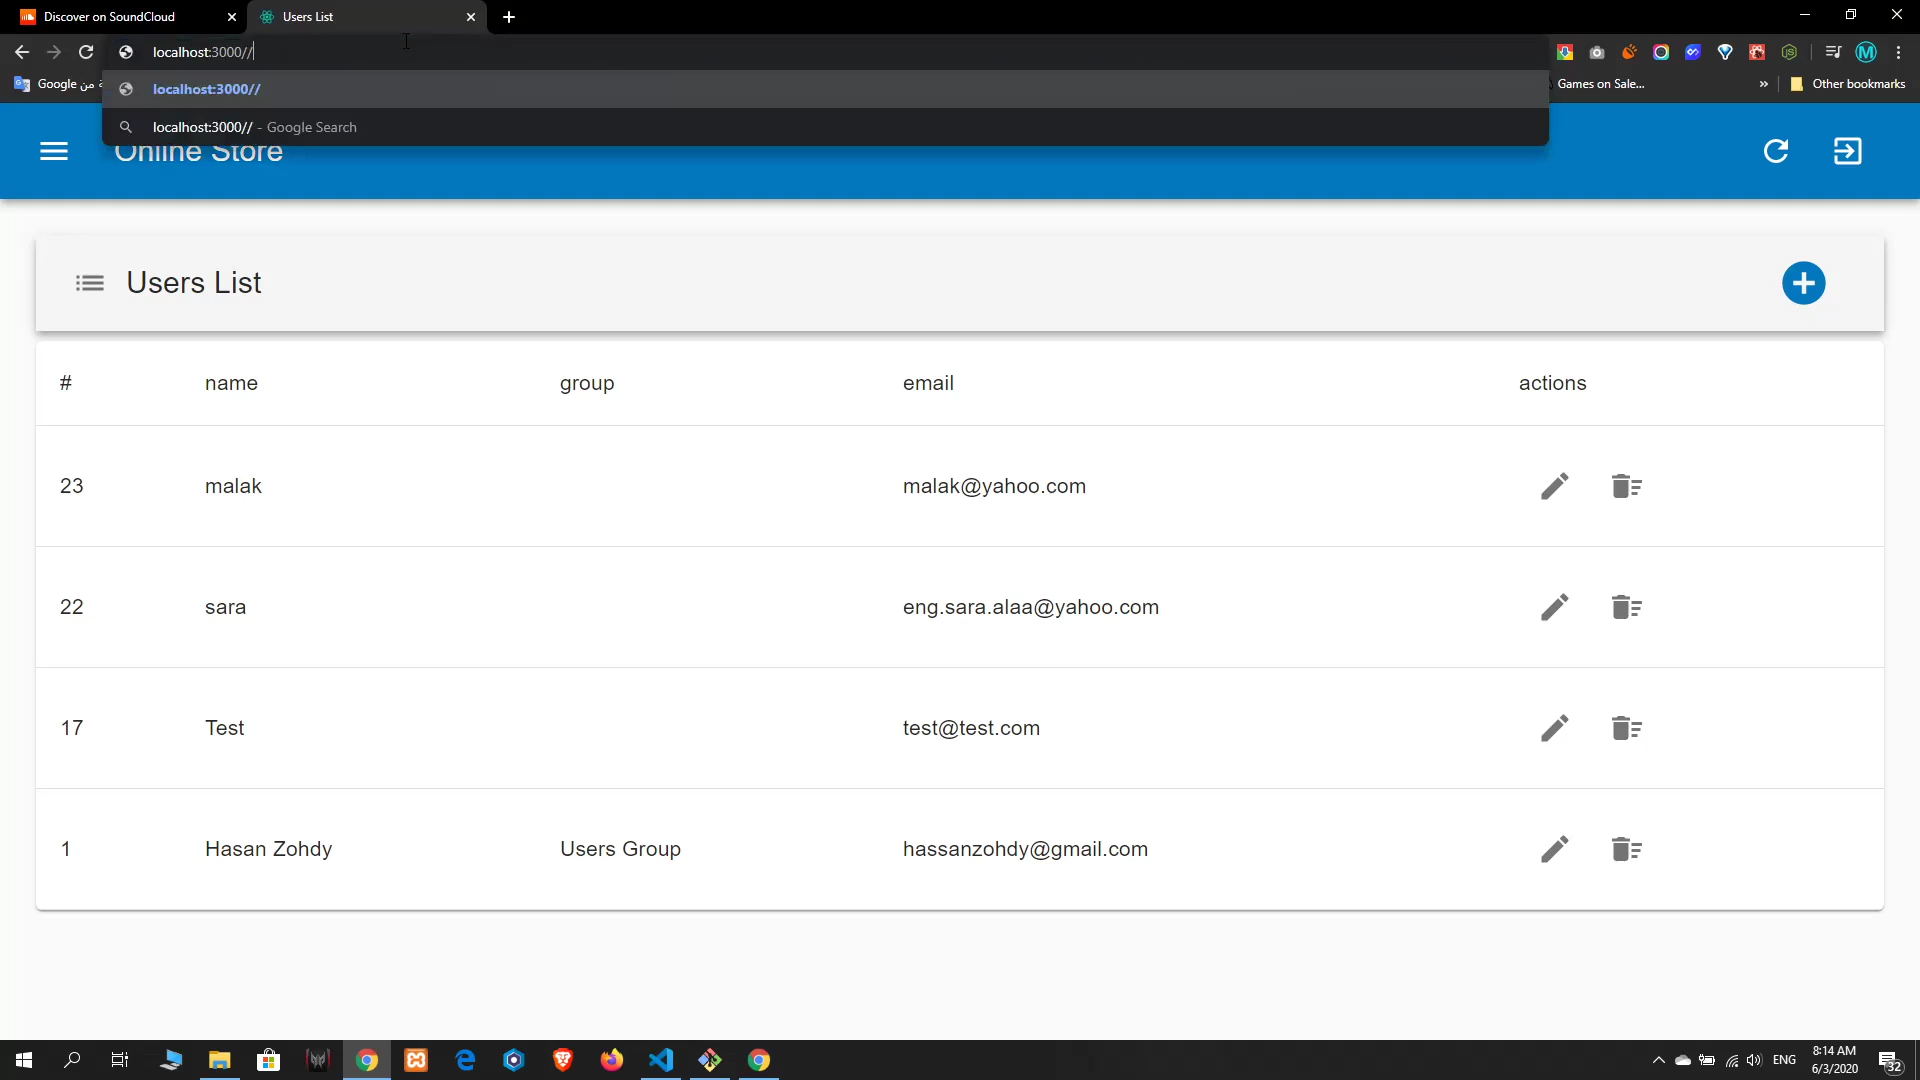 Discover on SoundCloud
Users List
localhost:3000//
Google من
localhost:3000//
localhost:3000// - Google Search
Games on Sale...
»
Other bookmarks
Online Store
Users List
# name group email actions
23 malak malak@yahoo.com
22 sara eng.sara.alaa@yahoo.com
17 Test test@test.com
1 Hasan Zohdy Users Group hassanzohdy@gmail.com
ENG
8:14 AM
6/3/2020
32